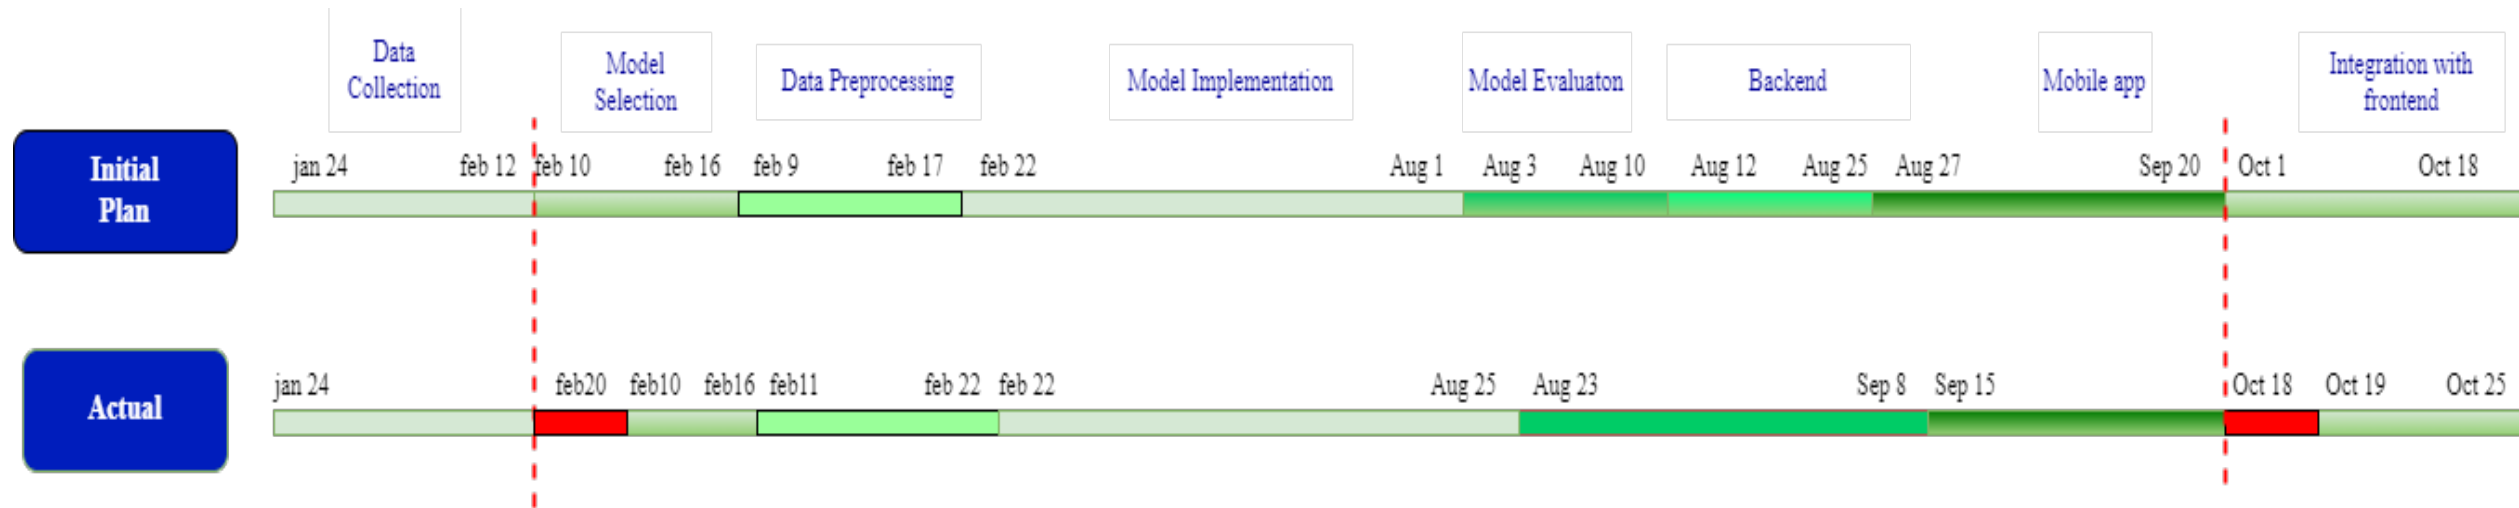 Data
Collection
Model
Selection
Data Preprocessing
Model Implementation
Model Evaluaton
Backend
Mobile app
Integration with
frontend
Initial
Plan
jan 24 feb 12 feb 10 feb 16 feb 9 feb 17 feb 22 Aug 1 Aug 3 Aug 10 Aug 12 Aug 25 Aug 27 Sep 20 Oct 1 Oct 18
Actual
jan 24 feb20 feb10 feb16 feb11 feb 22 feb 22 Aug 25 Aug 23 Sep 8 Sep 15 Oct 18 Oct 19 Oct 25